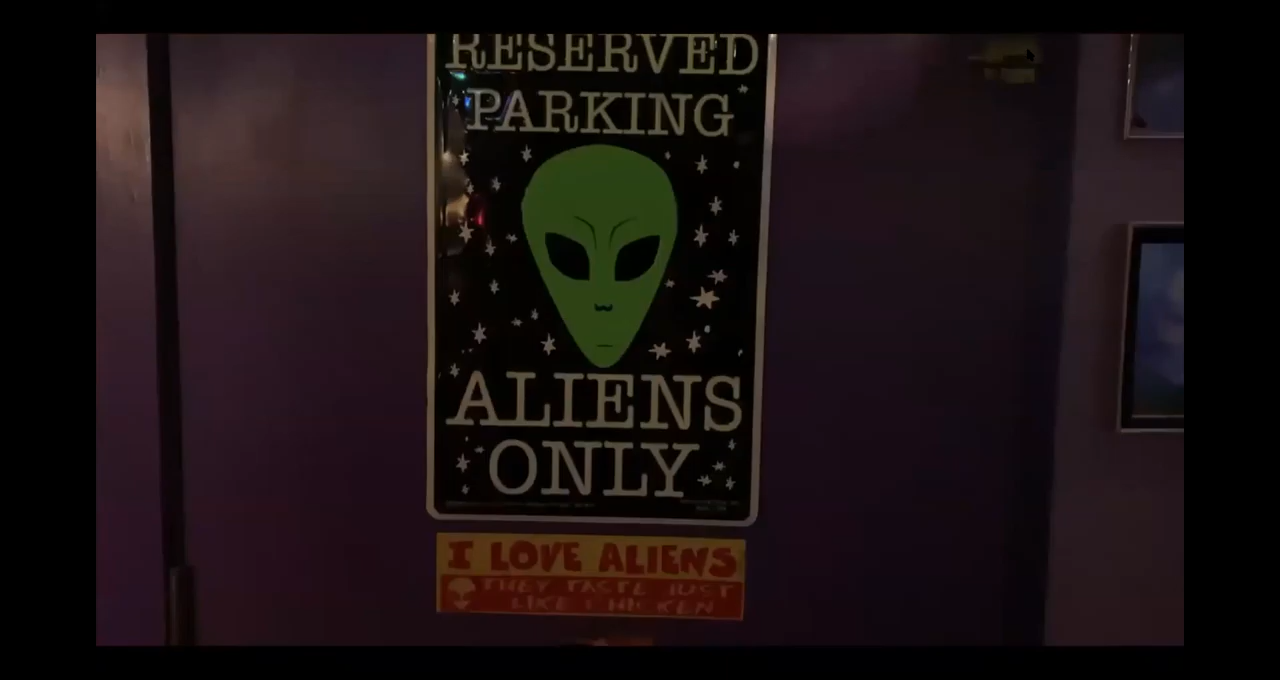 RESERVED
PARKING
ALIENS
ONLY
I LOVE ALIENS
THEY TASTE JUST
LIKE CHICKEN